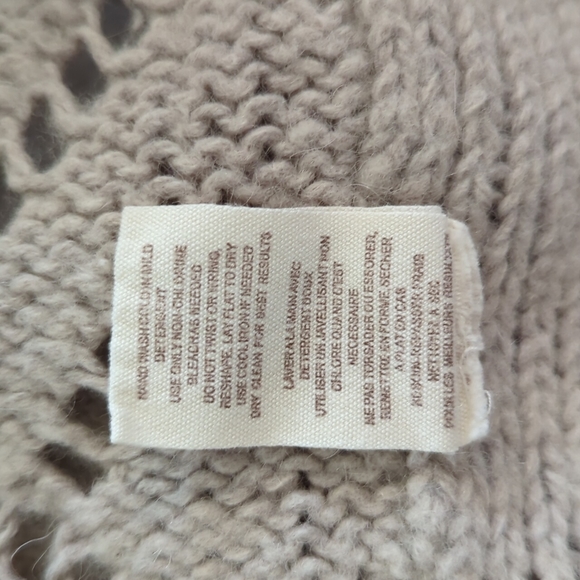 HAND WASH COLD IN MILD
DETERGENT
USE ONLY NON-CHLORINE
BLEACH AS NEEDED
DO NOT TWIST OR WRING,
RESHAPE, LAY FLAT TO DRY
USE COOL IRON IF NEEDED
DRY CLEAN FOR BEST RESULTS
LAVER A LA MAIN AVEC
DETERGENT DOUX
UTILISER UN JAVELLISANT NON
CHLORE QUAND C'EST
NECESSAIRE
NE PAS TORSADER OU ESSORER,
REMETTRE EN FORME, SECHER
A PLAT
NETTOYER A SEC
POUR LES MEILLEURS